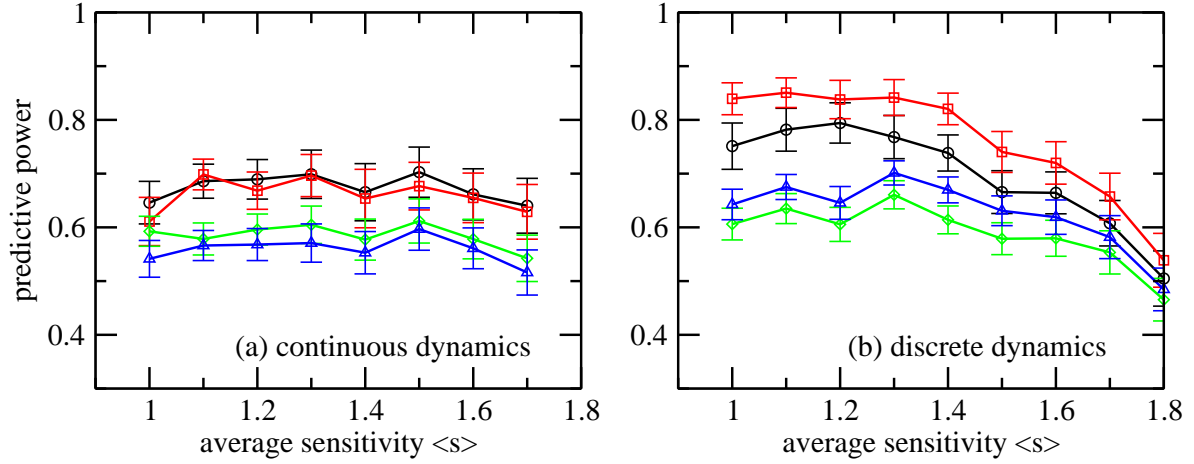 predictive power
1
0.8
0.6
0.4
(a) continuous dynamics
1 1.2 1.4 1.6 1.8
average sensitivity <s>
1
0.8
0.6
0.4
(b) discrete dynamics
1 1.2 1.4 1.6 1.8
average sensitivity <s>